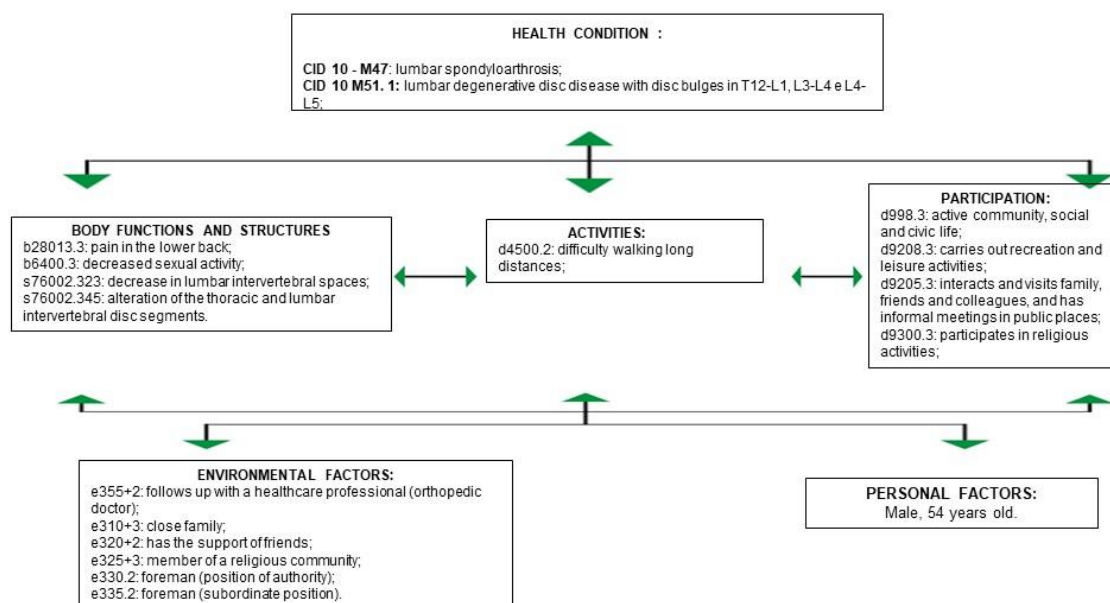 HEALTH CONDITION :
CID 10 - M47: lumbar spondyloarthrosis;
CID 10 M51. 1: lumbar degenerative disc disease with disc bulges in T12-L1, L3-L4 e L4-
L5;
BODY FUNCTIONS AND STRUCTURES
b28013.3: pain in the lower back;
b6400.3: decreased sexual activity;
s76002.323: decrease in lumbar intervertebral spaces;
s76002.345: alteration of the thoracic and lumbar
intervertebral disc segments.
ACTIVITIES:
d4500.2: difficulty walking long
distances;
PARTICIPATION:
d998.3: active community, social
and civic life;
d9208.3: carries out recreation and
leisure activities;
d9205.3: interacts and visits family,
friends and colleagues, and has
informal meetings in public places;
d9300.3: participates in religious
activities;
ENVIRONMENTAL FACTORS:
e355+2: follows up with a healthcare professional (orthopedic
doctor);
e310+3: close family;
e320+2: has the support of friends;
e325+3: member of a religious community;
e330.2: foreman (position of authority);
e335.2: foreman (subordinate position).
PERSONAL FACTORS:
Male, 54 years old.